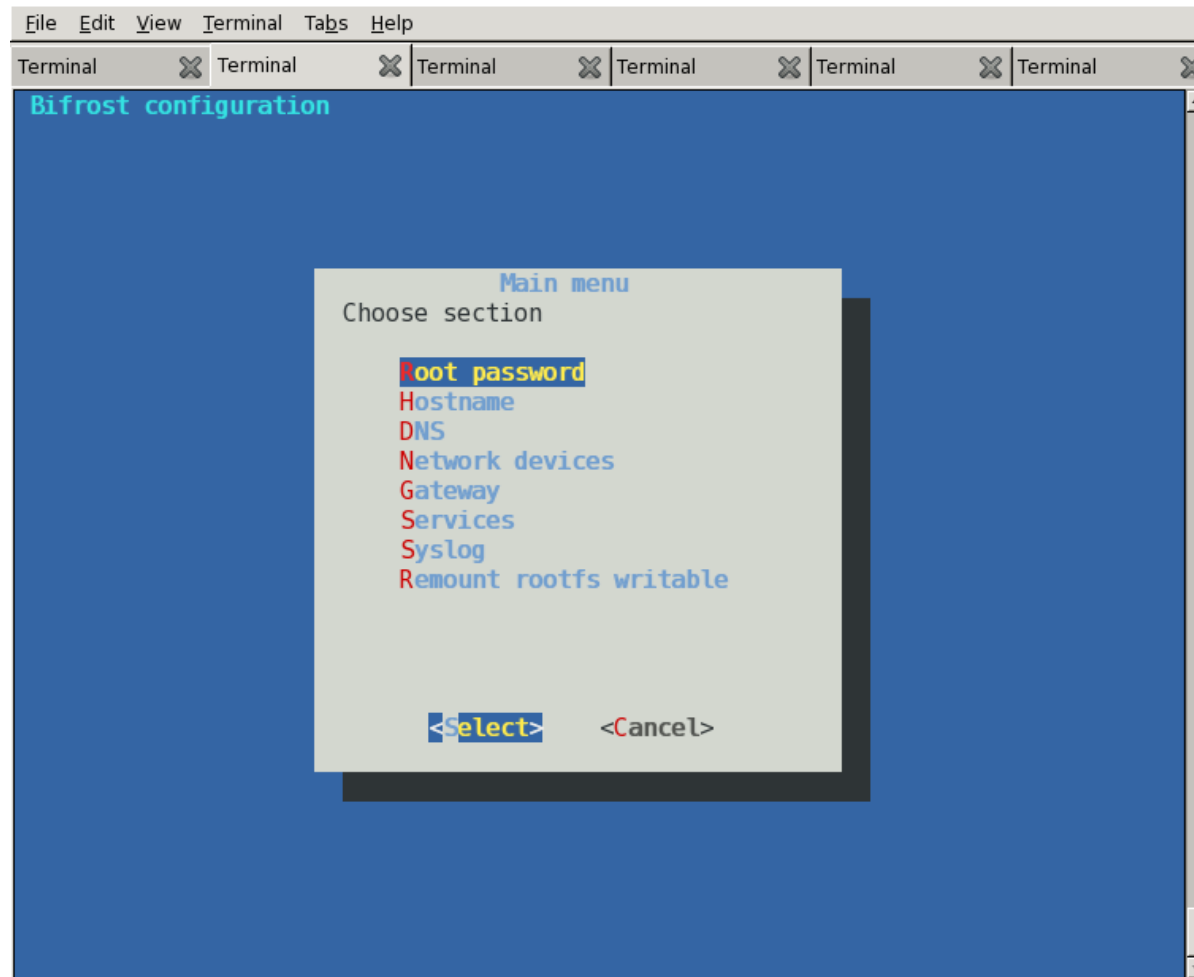 File Edit View Terminal Tabs Help
Terminal Terminal Terminal Terminal Terminal Terminal
Bifrost configuration
Main menu
Choose section
Root password
Hostname
DNS
Network devices
Gateway
Services
Syslog
Remount rootfs writable
<Select> <Cancel>